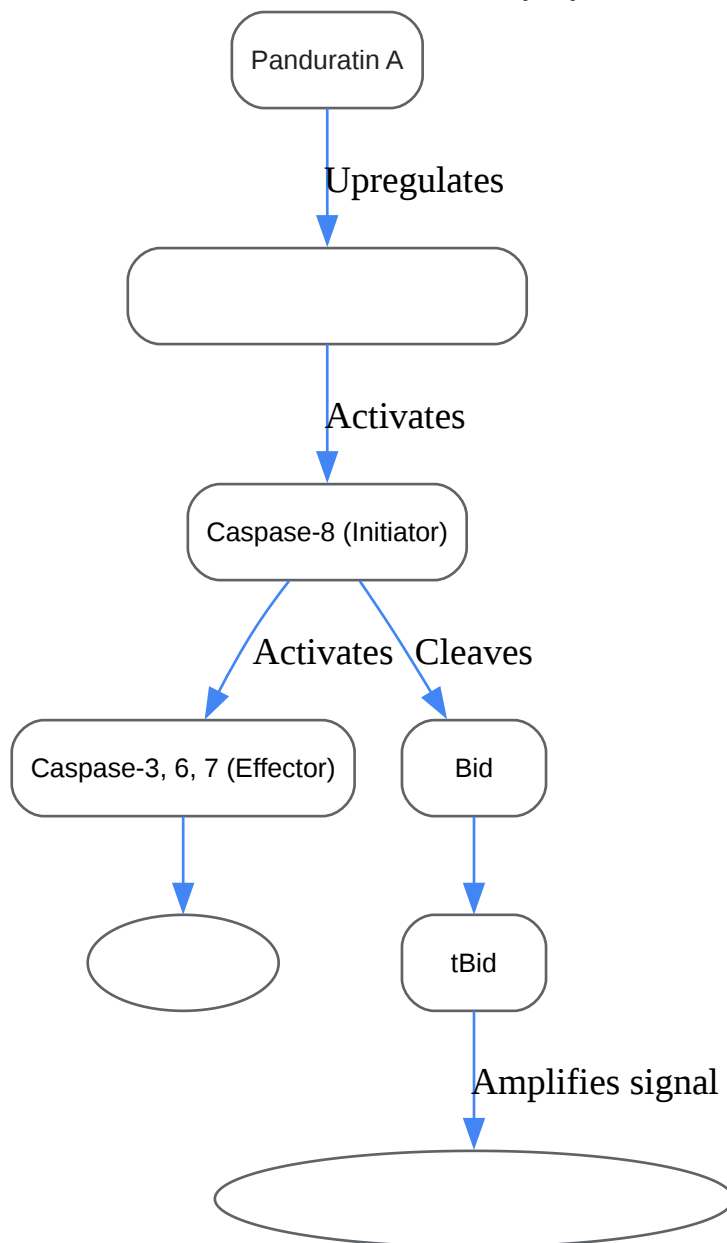 Panduratin A
Upregulates
Activates
Caspase-8 (Initiator)
Activates
Cleaves
Caspase-3, 6, 7 (Effector)
Bid
tBid
Amplifies signal